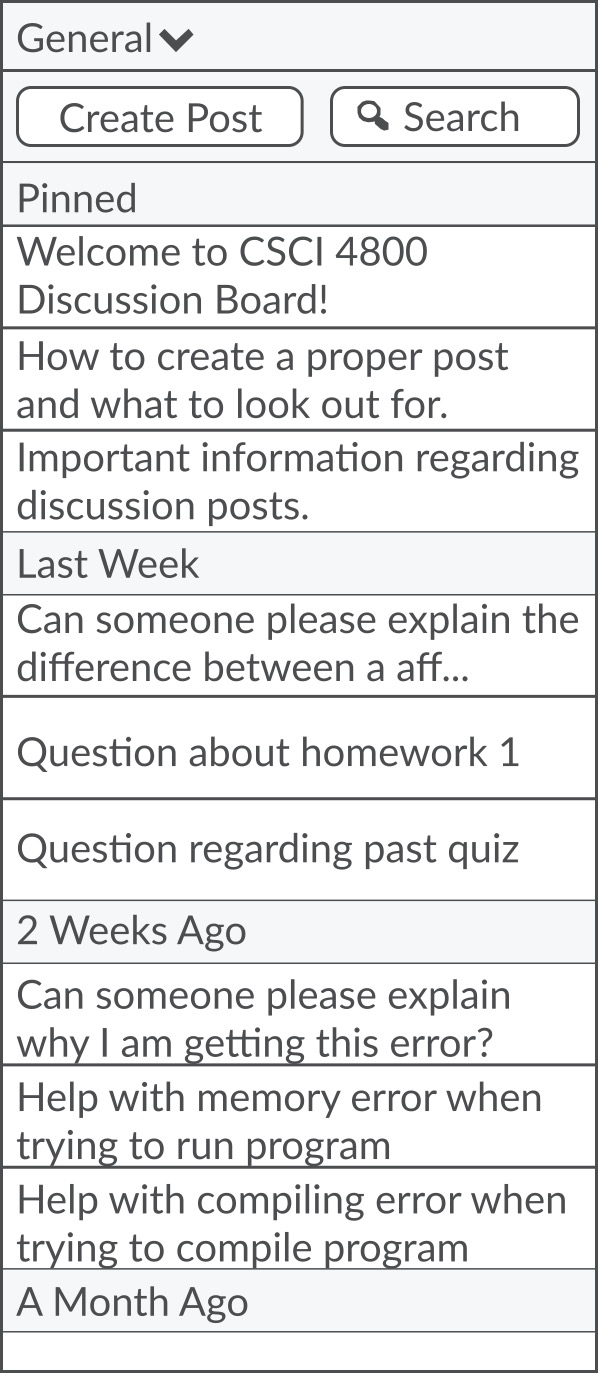 General
Create Post
Search
Pinned
Welcome to CSCI 4800
Discussion Board!
How to create a proper post
and what to look out for.
Important information regarding
discussion posts.
Last Week
Can someone please explain the
difference between a aff...
Question about homework 1
Question regarding past quiz
2 Weeks Ago
Can someone please explain
why I am getting this error?
Help with memory error when
trying to run program
Help with compiling error when
trying to compile program
A Month Ago